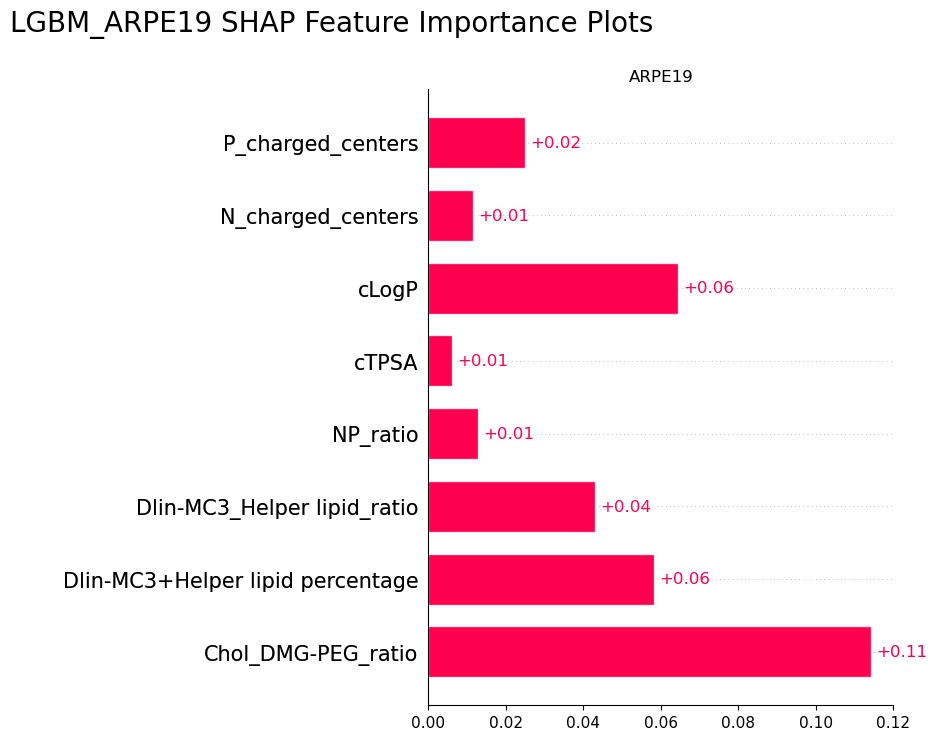 LGBM_ARPE19 SHAP Feature Importance Plots
ARPE19
P_charged_centers +0.02
N_charged_centers +0.01
cLogP +0.06
cTPSA +0.01
NP_ratio +0.01
Dlin-MC3_Helper lipid_ratio +0.04
Dlin-MC3+Helper lipid percentage +0.06
Chol_DMG-PEG_ratio +0.11
0.00 0.02 0.04 0.06 0.08 0.10 0.12